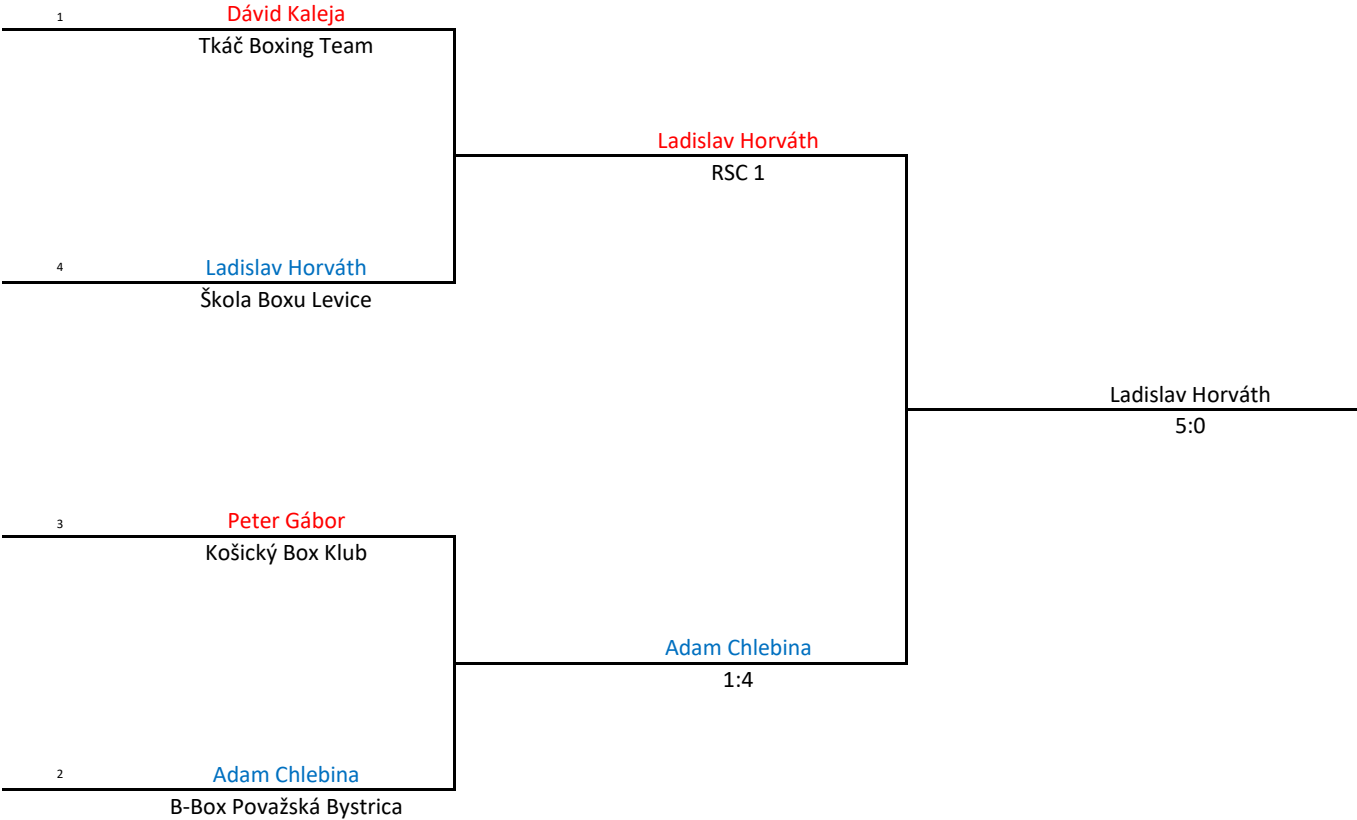 1 Dávid Kaleja
Tkáč Boxing Team
Ladislav Horváth
RSC 1
4 Ladislav Horváth
Škola Boxu Levice
Ladislav Horváth
5:0
3 Peter Gábor
Košický Box Klub
Adam Chlebina
1:4
2 Adam Chlebina
B-Box Považská Bystrica